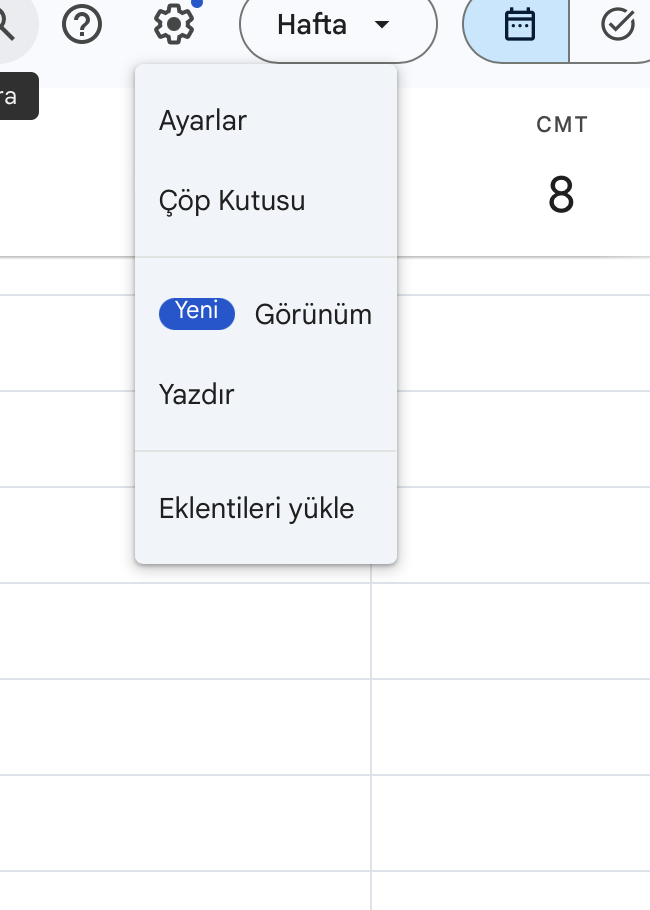 Hafta
ra
CMT
8
Ayarlar
Çöp Kutusu
Yeni Görünüm
Yazdır
Eklentileri yükle